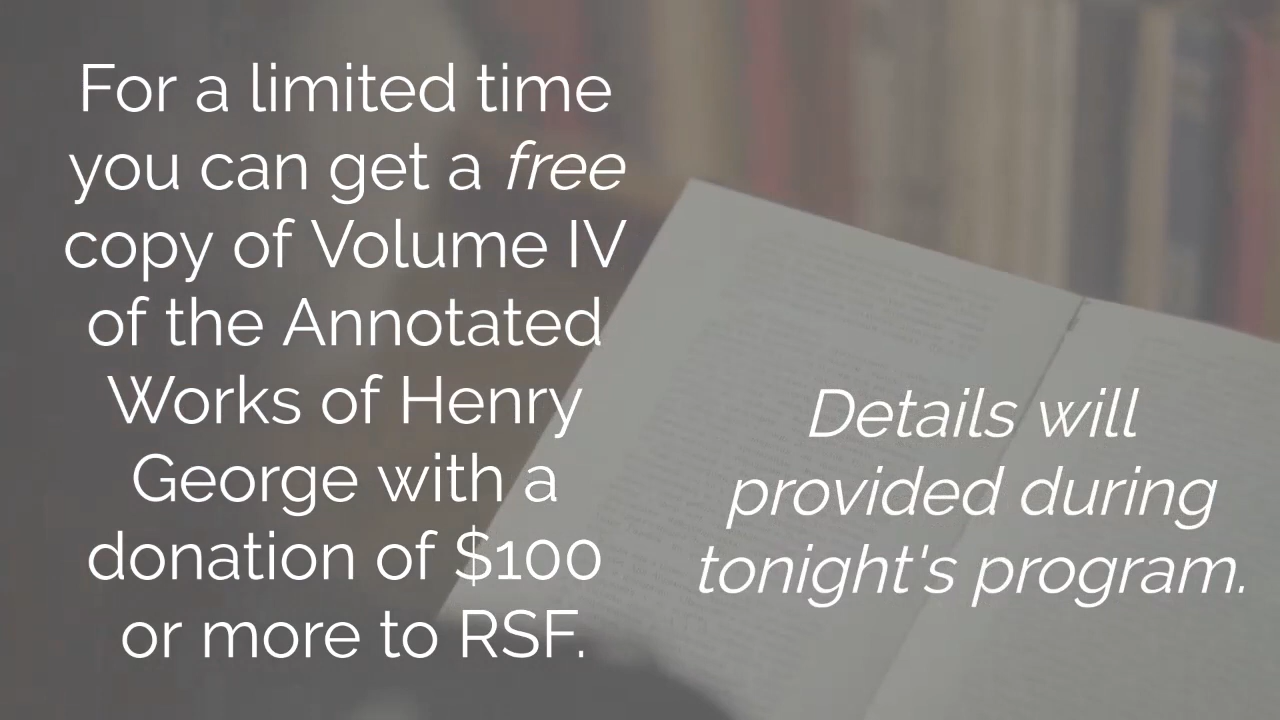 For a limited time
you can get a free
copy of Volume IV
of the Annotated
Works of Henry
George with a
donation of $100
or more to RSF.
Details will
provided during
tonight's program.